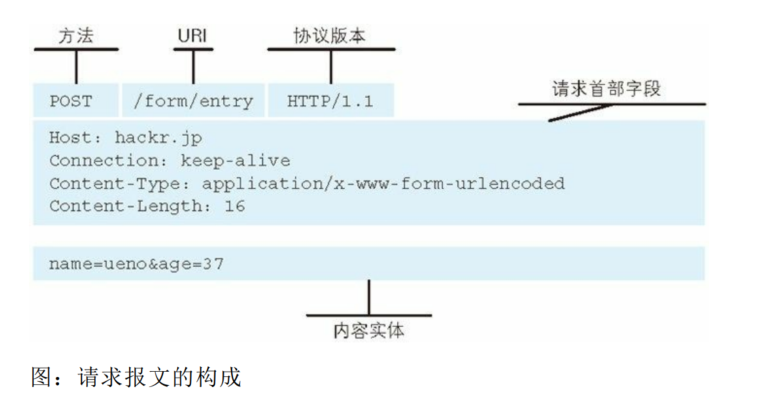 方法 URI 协议版本
请求首部字段
POST /form/entry HTTP/1.1
Host: hackr.jp
Connection: keep-alive
Content-Type: application/x-www-form-urlencoded
Content-Length: 16
name=ueno&age=37
内容实体
图：请求报文的构成